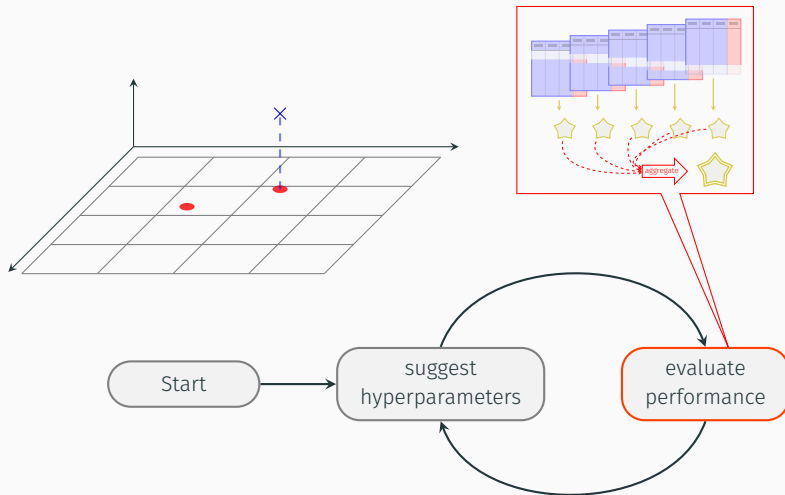 aggregate
Start
suggest
hyperparameters
evaluate
performance